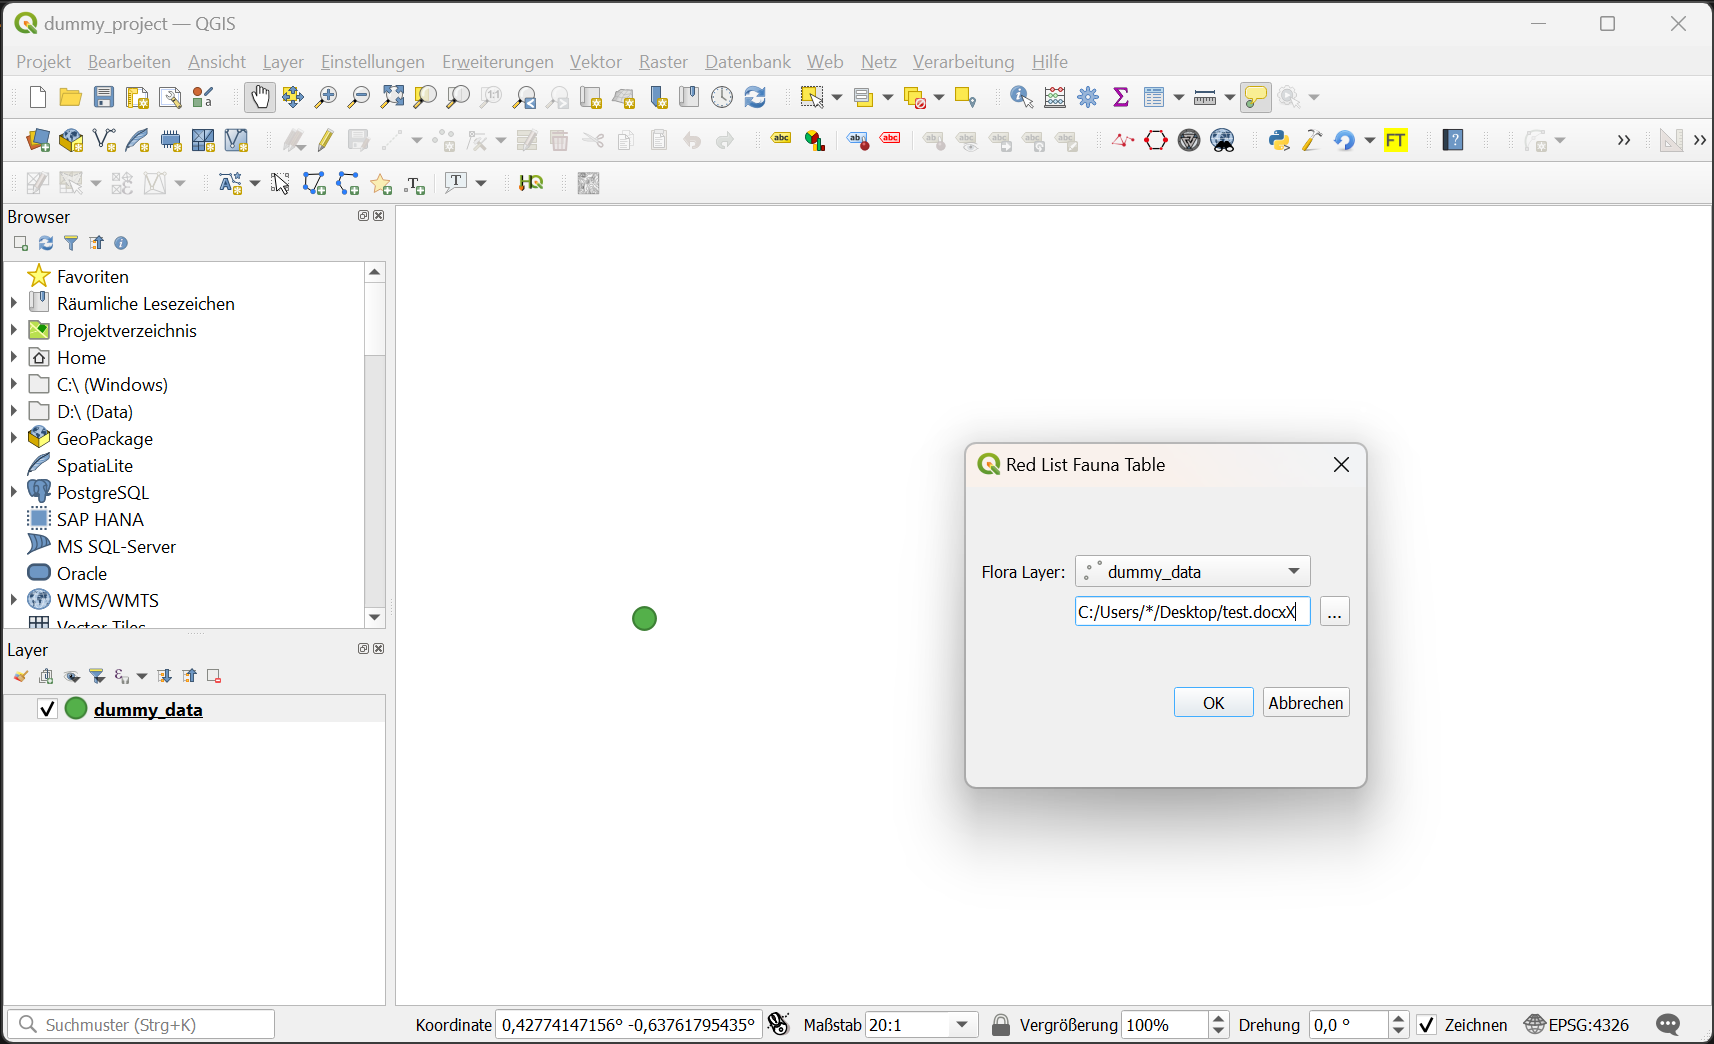 dummy_project — QGIS
Projekt Bearbeiten Ansicht Layer Einstellungen Erweiterungen Vektor Raster Datenbank Web Netz Verarbeitung Hilfe
FT
Browser
Favoriten
Räumliche Lesezeichen
Projektverzeichnis
Home
C:\ (Windows)
D:\ (Data)
GeoPackage
SpatiaLite
PostgreSQL
SAP HANA
MS SQL-Server
Oracle
WMS/WMTS
Vector Tiles
Layer
dummy_data
Red List Fauna Table
Flora Layer: dummy_data
C:/Users/*/Desktop/test.docxX ...
OK Abbrechen
Suchmuster (Strg+K) Koordinate 0,42774147156° -0,63761795435° Maßstab 20:1 Vergrößerung 100% Drehung 0,0 ° Zeichnen EPSG:4326